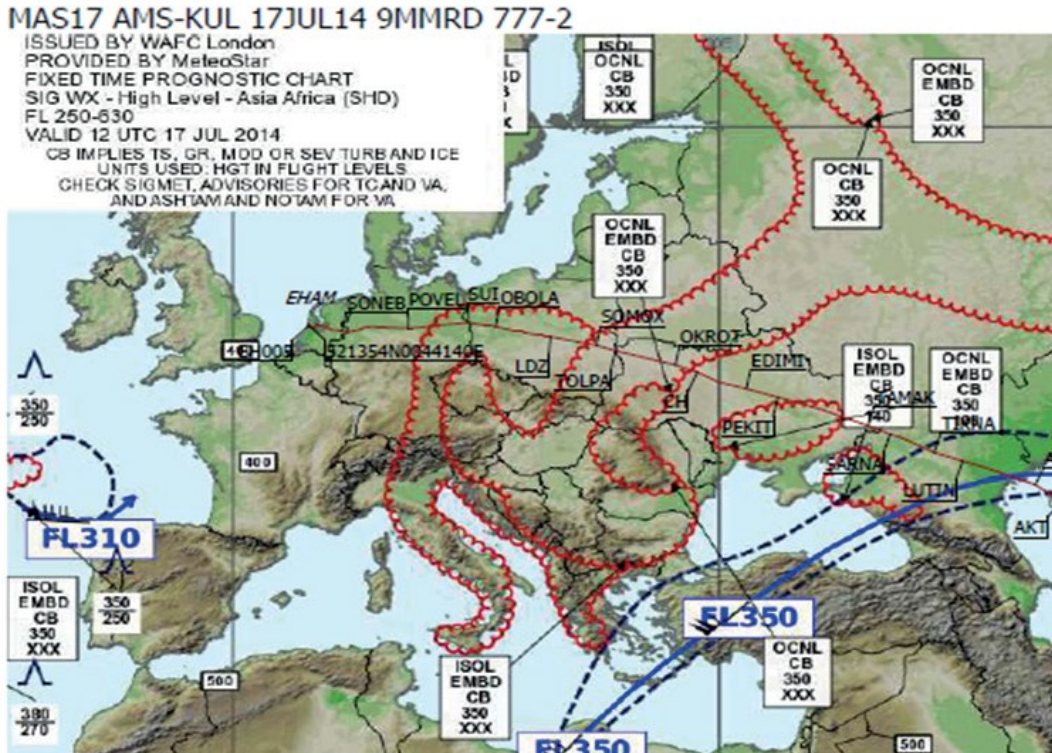 MAS17 AMS-KUL 17JUL14 9MMRD 777-2
ISSUED BY WAFC London
PROVIDED BY MeteoStar
FIXED TIME PROGNOSTIC CHART
SIG WX - High Level - Asia Africa (SHD)
FL 250-630
VALID 12 UTC 17 JUL 2014
CB IMPLIES TS, GR, MOD OR SEV TURB AND ICE
UNITS USED: HGT IN FLIGHT LEVELS
CHECK SIGMET, ADVISORIES FOR TC AND VA,
AND ASHTAM AND NOTAM FOR VA
ISOL
OCNL
CB
350
XXX
OCNL
EMBD
CB
350
XXX
OCNL
CB
350
XXX
OCNL
EMBD
CB
350
XXX
EHAM
SONEB
POVEL
SUI
OBOLA
SOMOX
OKROT
EDIMI
LDZ
TOLPA
PEKIT
ISOL
EMBD
CB
OCNL
EMBD
CB
SARNA
LUTIN
AKT
350
250
400
FL310
350
250
ISOL
EMBD
CB
350
XXX
380
270
500
ISOL
EMBD
CB
350
XXX
FL350
OCNL
CB
350
XXX
FL350
500